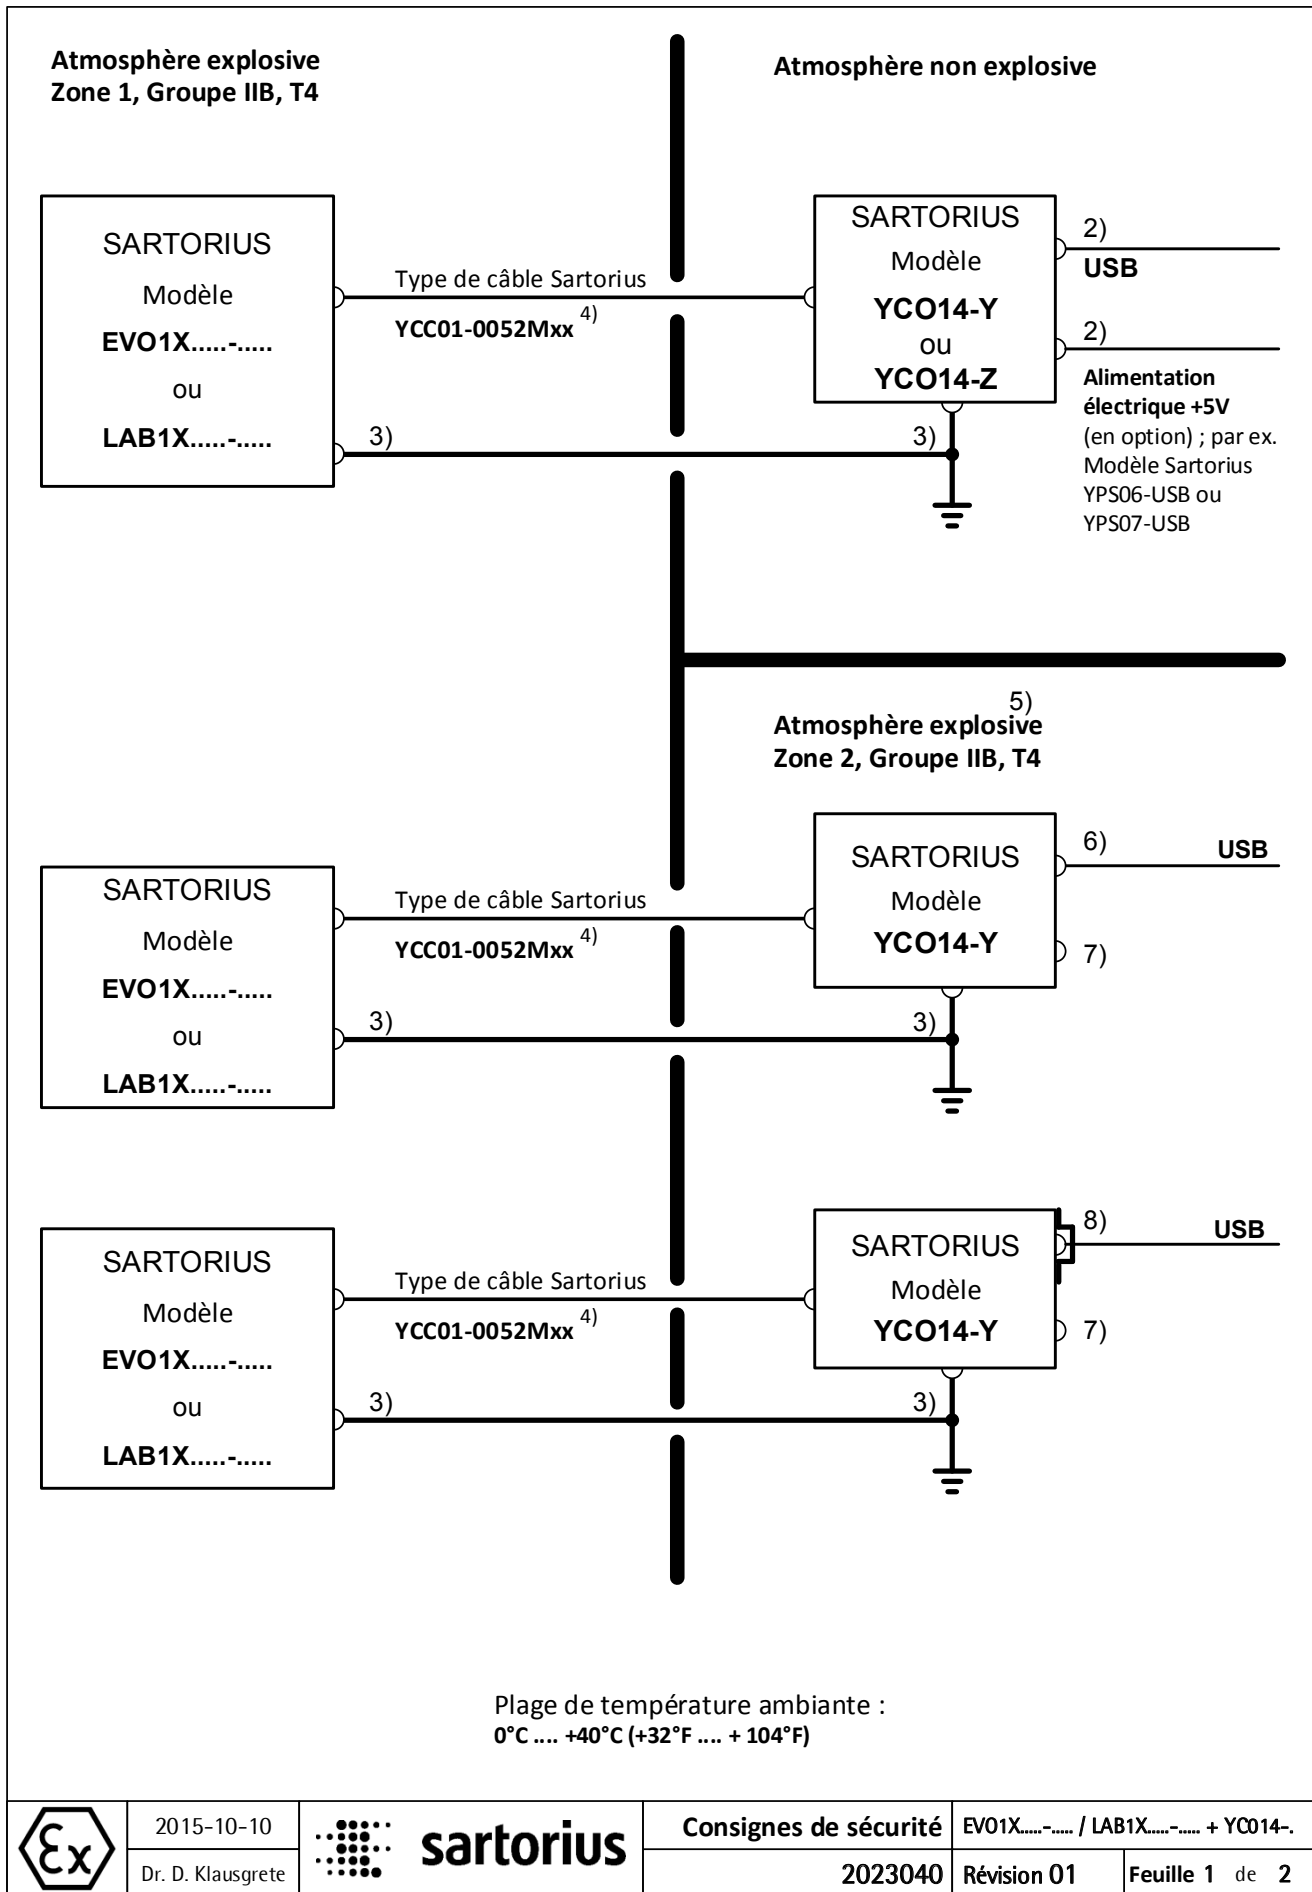 Atmosphère explosive
Zone 1, Groupe IIB, T4
Atmosphère non explosive
SARTORIUS
Modèle
EVO1X.....-.....
ou
LAB1X.....-.....
Type de câble Sartorius
YCC01-0052Mxx 4)
3)
3)
SARTORIUS
Modèle
YCO14-Y
ou
YCO14-Z
2)
USB
2)
Alimentation
électrique +5V
(en option) ; par ex.
Modèle Sartorius
YPS06-USB ou
YPS07-USB
5)
Atmosphère explosive
Zone 2, Groupe IIB, T4
SARTORIUS
Modèle
EVO1X.....-.....
ou
LAB1X.....-.....
Type de câble Sartorius
YCC01-0052Mxx 4)
3)
3)
SARTORIUS
Modèle
YCO14-Y
6)
USB
7)
SARTORIUS
Modèle
EVO1X.....-.....
ou
LAB1X.....-.....
Type de câble Sartorius
YCC01-0052Mxx 4)
3)
3)
SARTORIUS
Modèle
YCO14-Y
8)
USB
7)
Plage de température ambiante :
0°C .... +40°C (+32°F .... + 104°F)
Ex
2015-10-10
Dr. D. Klausgrete
sartorius
Consignes de sécurité
2023040
EVO1X.....-..... / LAB1X.....-..... + YCO14-.
Révision 01
Feuille 1 de 2